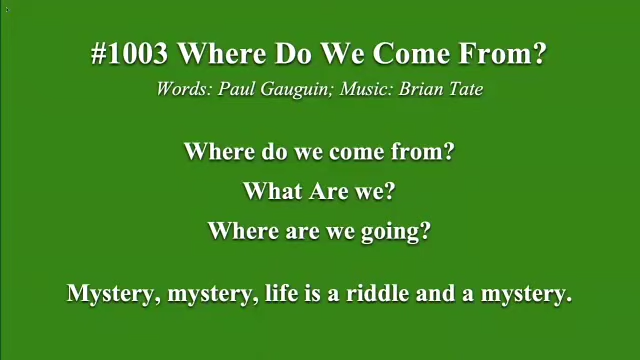 #1003 Where Do We Come From?
Words: Paul Gauguin; Music: Brian Tate
Where do we come from?
What Are we?
Where are we going?
Mystery, mystery, life is a riddle and a mystery.